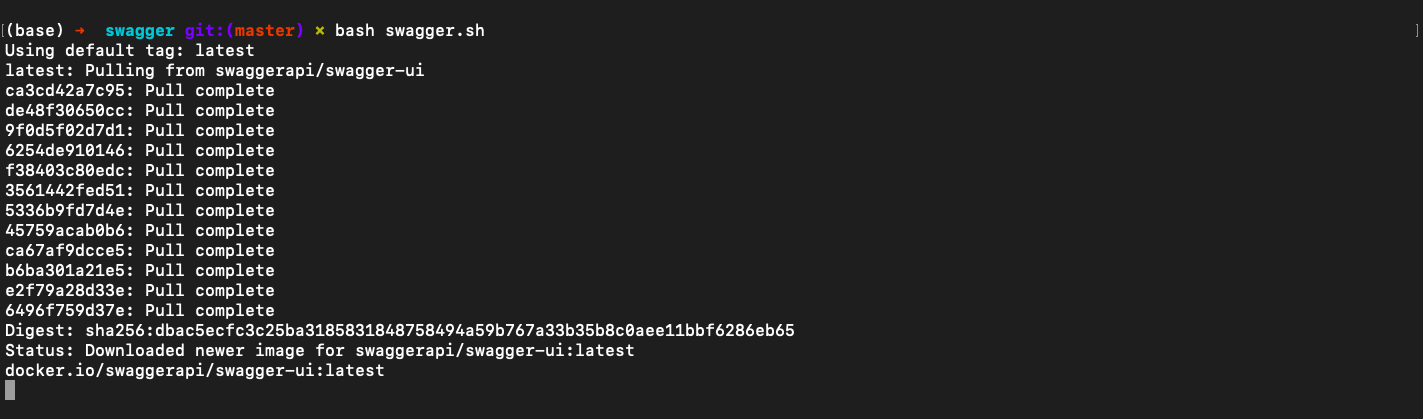 (base) ➜ swagger git:(master) ✗ bash swagger.sh
Using default tag: latest
latest: Pulling from swaggerapi/swagger-ui
ca3cd42a7c95: Pull complete
de48f30650cc: Pull complete
9f0d5f02d7d1: Pull complete
6254de910146: Pull complete
f38403c80edc: Pull complete
3561442fed51: Pull complete
5336b9fd7d4e: Pull complete
45759acab0b6: Pull complete
ca67af9dcce5: Pull complete
b6ba301a21e5: Pull complete
e2f79a28d33e: Pull complete
6496f759d37e: Pull complete
Digest: sha256:dbac5ecfc3c25ba3185831848758494a59b767a33b35b8c0aee11bbf6286eb65
Status: Downloaded newer image for swaggerapi/swagger-ui:latest
docker.io/swaggerapi/swagger-ui:latest